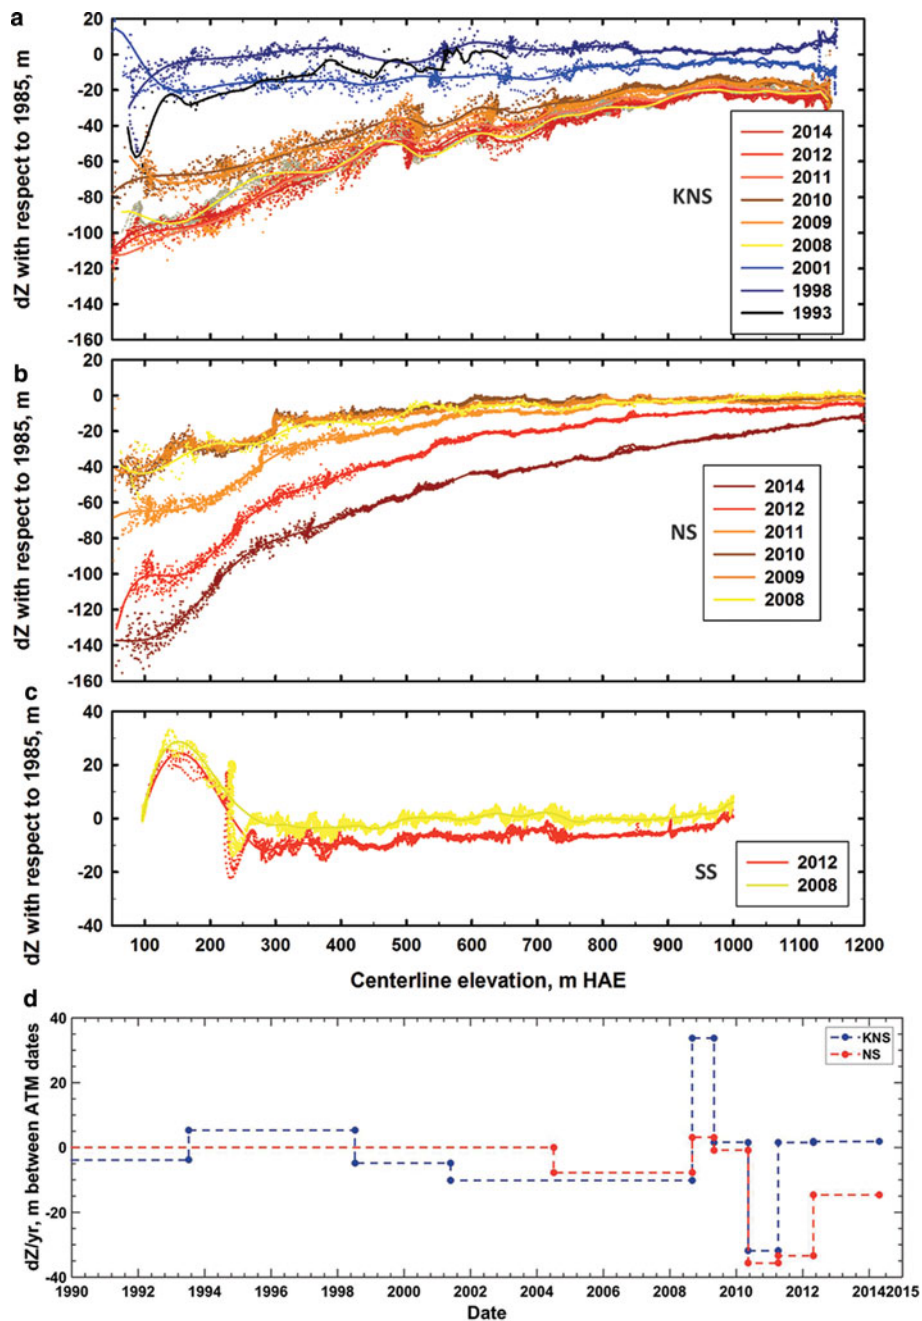 a
20
0
-20
-40
-60
-80
-100
-120
-140
-160
dZ with respect to 1985, m
KNS
2014
2012
2011
2010
2009
2008
2001
1998
1993
b
20
0
-20
-40
-60
-80
-100
-120
-140
-160
dZ with respect to 1985, m
NS
2014
2012
2011
2010
2009
2008
c
40
20
0
-20
-40
dZ with respect to 1985, m
SS
2012
2008
100 200 300 400 500 600 700 800 900 1000 1100 1200
Centerline elevation, m HAE
d
40
20
0
-20
-40
dZ/yr, m between ATM dates
KNS
NS
1990 1992 1994 1996 1998 2000 2002 2004 2006 2008 2010 2012 2014 2015
Date